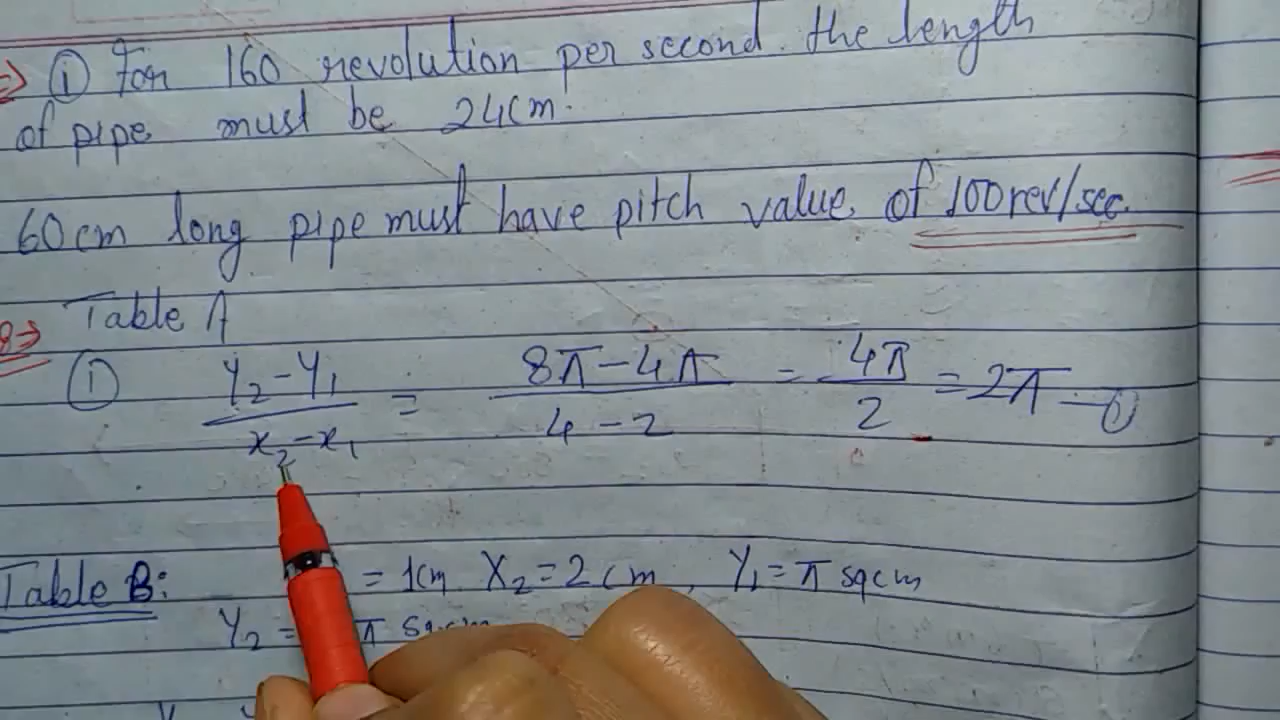 => ① For 160 revolution per second. the length
of pipe must be 24cm.
60cm long pipe must have pitch value. of 100rev/sec.
Table A
① Y₂-Y₁ / x₂-x₁ = 8π-4π / 4-2 = 4π / 2 = 2π —①
Table B: = 1cm X₂=2cm, Y₁=π sqcm
Y₂ = π sqcm